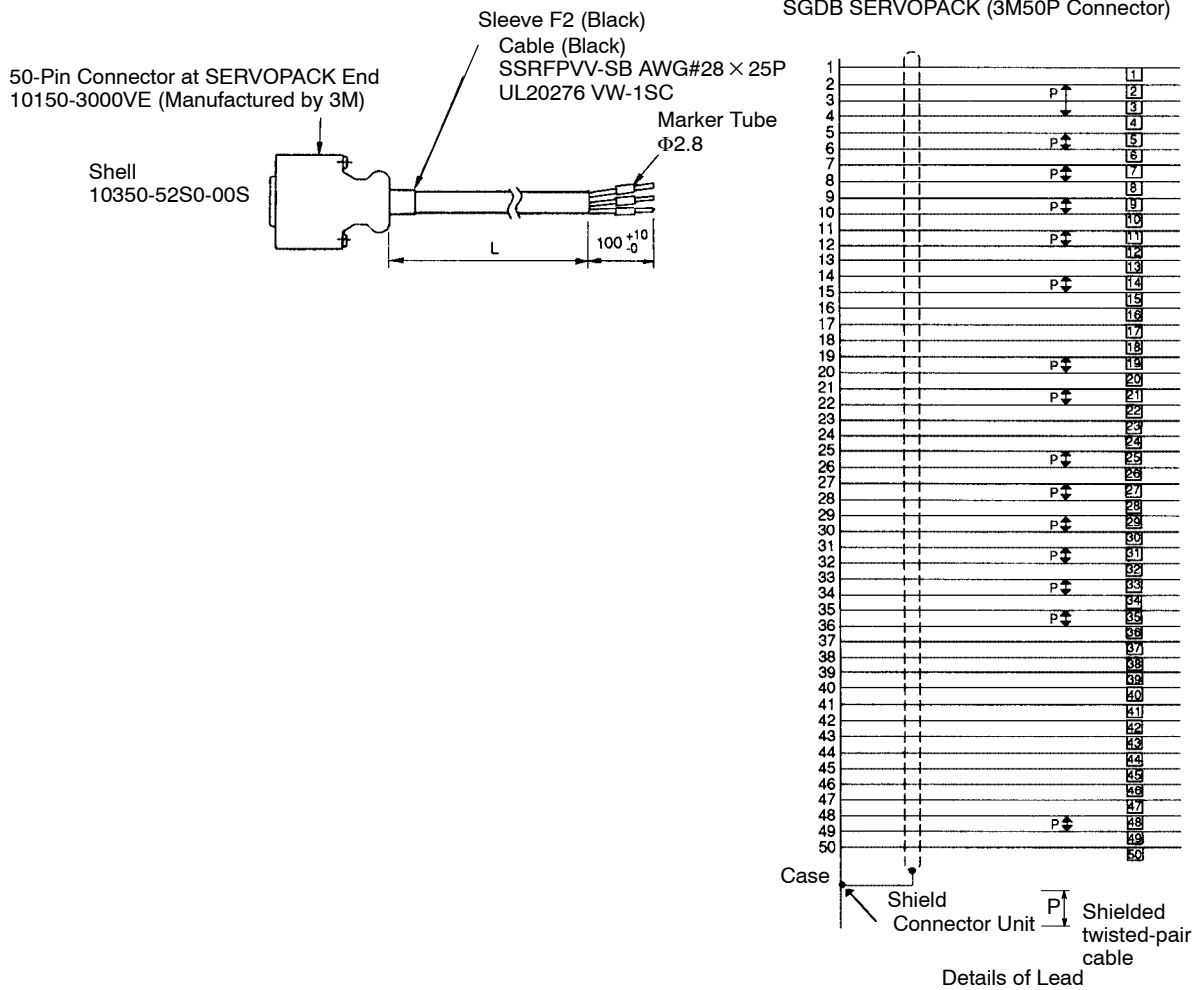 SGDB SERVOPACK (3M50P Connector)
Sleeve F2 (Black)
Cable (Black)
SSRFPVV-SB AWG#28 × 25P
UL20276 VW-1SC
50-Pin Connector at SERVOPACK End
10150-3000VE (Manufactured by 3M)
Marker Tube
Φ2.8
Shell
10350-52S0-00S
L
100 +10 -0
1 1
2 P 2
3 3
4 4
5 P 5
6 6
7 P 7
8 8
9 P 9
10 10
11 P 11
12 12
13 13
14 P 14
15 15
16 16
17 17
18 18
19 P 19
20 20
21 P 21
22 22
23 23
24 24
25 P 25
26 26
27 P 27
28 28
29 P 29
30 30
31 P 31
32 32
33 P 33
34 34
35 P 35
36 36
37 37
38 38
39 39
40 40
41 41
42 42
43 43
44 44
45 45
46 46
47 47
48 P 48
49 49
50 50
Case
Shield
Connector Unit
P Shielded
twisted-pair
cable
Details of Lead